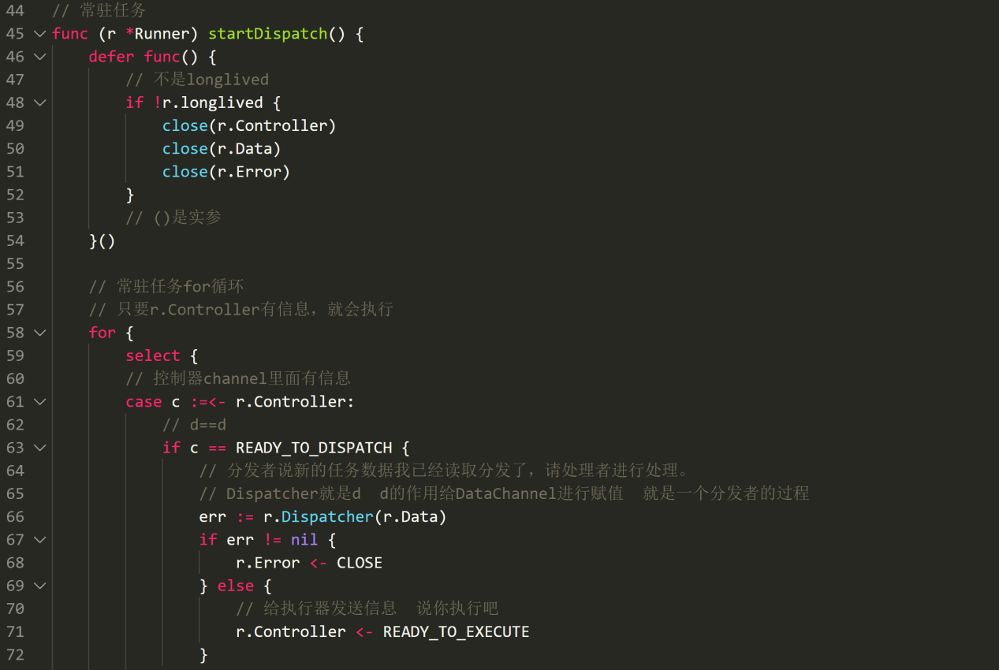 44 // 常驻任务
45 func (r *Runner) startDispatch() {
46     defer func() {
47         // 不是longlived
48         if !r.longlived {
49             close(r.Controller)
50             close(r.Data)
51             close(r.Error)
52         }
53         // ()是实参
54     }()
55
56     // 常驻任务for循环
57     // 只要r.Controller有信息，就会执行
58     for {
59         select {
60         // 控制器channel里面有信息
61         case c :=<- r.Controller:
62             // d==d
63             if c == READY_TO_DISPATCH {
64                 // 分发者说新的任务数据我已经读取分发了，请处理者进行处理。
65                 // Dispatcher就是d  d的作用给DataChannel进行赋值  就是一个分发者的过程
66                 err := r.Dispatcher(r.Data)
67                 if err != nil {
68                     r.Error <- CLOSE
69                 } else {
70                     // 给执行器发送信息  说你执行吧
71                     r.Controller <- READY_TO_EXECUTE
72                 }